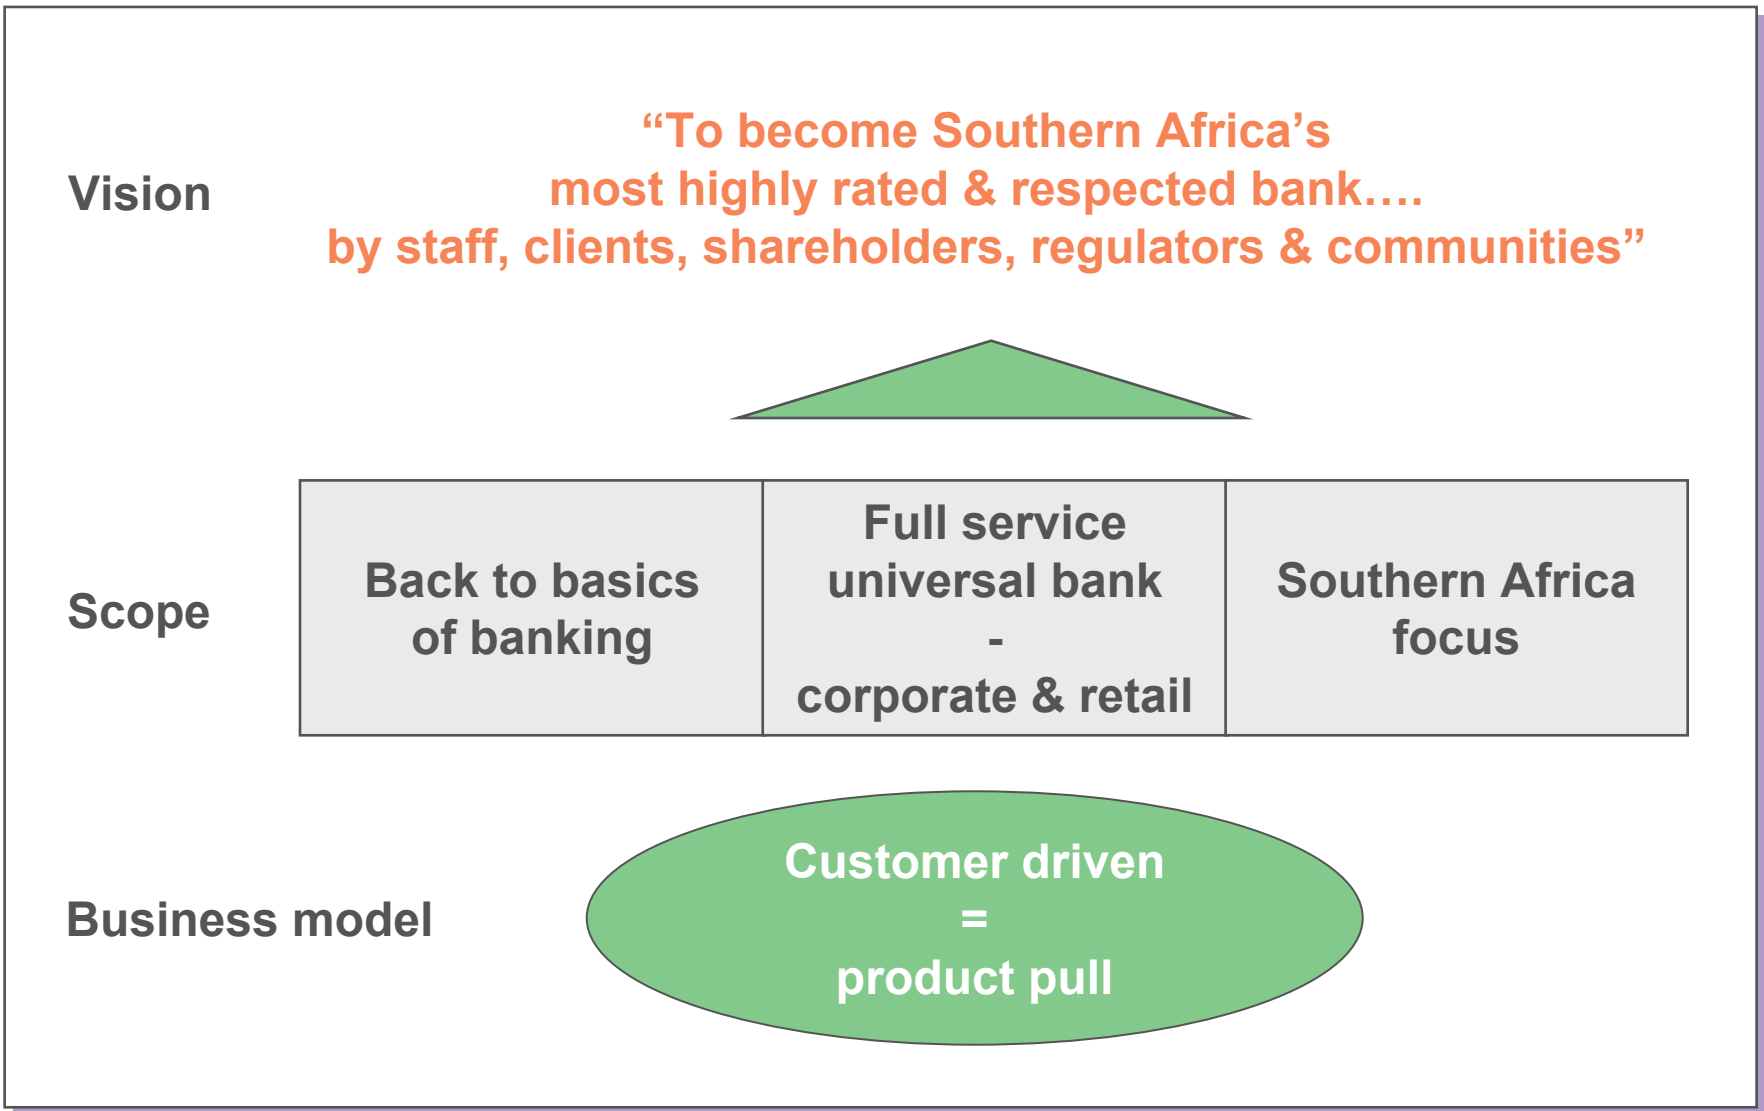 Vision
“To become Southern Africa’s
most highly rated & respected bank….
by staff, clients, shareholders, regulators & communities”
Scope
Back to basics
of banking
Full service
universal bank
-
corporate & retail
Southern Africa
focus
Business model
Customer driven
=
product pull